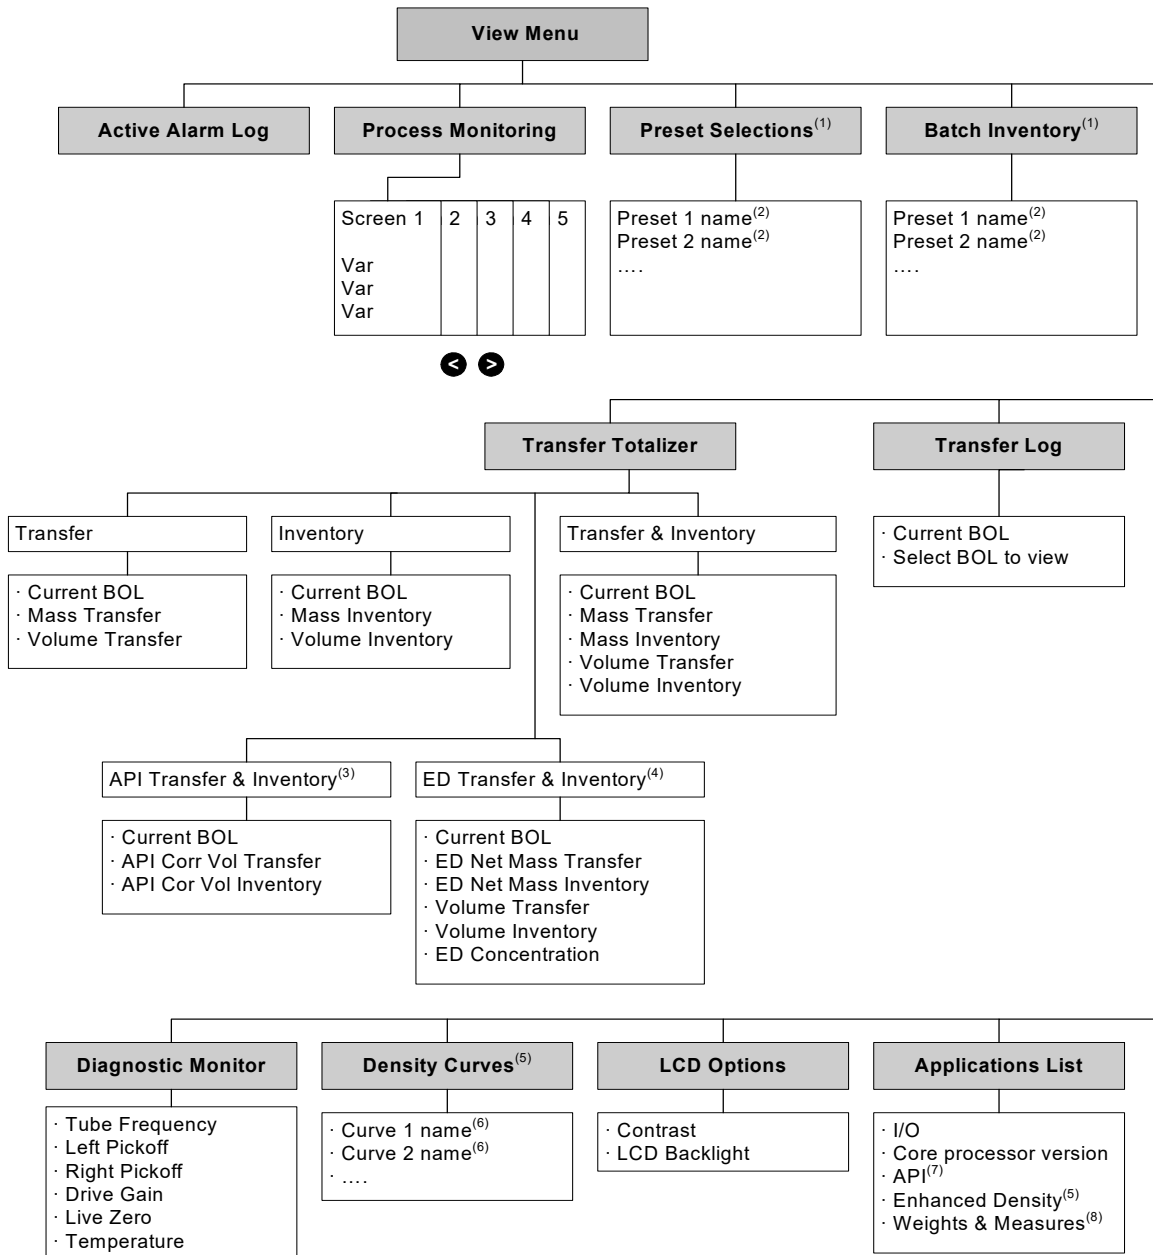 View Menu
Active Alarm Log
Process Monitoring
Preset Selections(1)
Batch Inventory(1)
Screen 1 2 3 4 5
Var
Var
Var
Preset 1 name(2)
Preset 2 name(2)
....
Preset 1 name(2)
Preset 2 name(2)
....
< >
Transfer Totalizer
Transfer Log
Transfer
Inventory
Transfer & Inventory
· Current BOL
· Select BOL to view
· Current BOL
· Mass Transfer
· Volume Transfer
· Current BOL
· Mass Inventory
· Volume Inventory
· Current BOL
· Mass Transfer
· Mass Inventory
· Volume Transfer
· Volume Inventory
API Transfer & Inventory(3)
ED Transfer & Inventory(4)
· Current BOL
· API Corr Vol Transfer
· API Cor Vol Inventory
· Current BOL
· ED Net Mass Transfer
· ED Net Mass Inventory
· Volume Transfer
· Volume Inventory
· ED Concentration
Diagnostic Monitor
Density Curves(5)
LCD Options
Applications List
· Tube Frequency
· Left Pickoff
· Right Pickoff
· Drive Gain
· Live Zero
· Temperature
· Curve 1 name(6)
· Curve 2 name(6)
· ....
· Contrast
· LCD Backlight
· I/O
· Core processor version
· API(7)
· Enhanced Density(5)
· Weights & Measures(8)